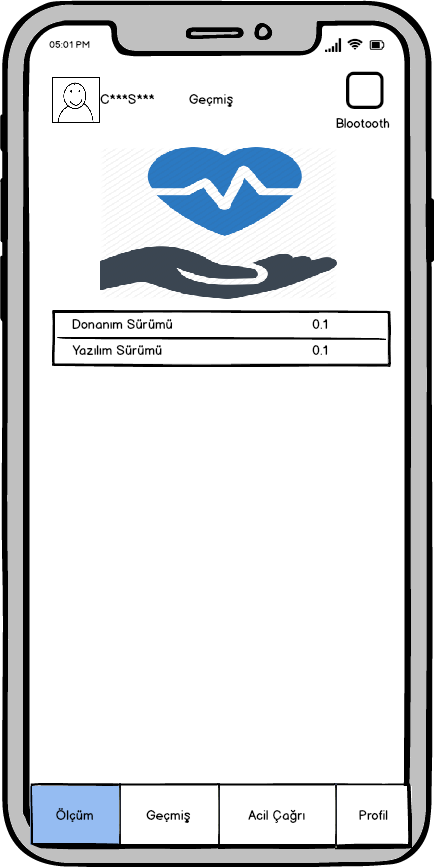 05:01 PM
C***S*** Geçmiş
Blootooth
Donanım Sürümü 0.1
Yazılım Sürümü 0.1
Ölçüm Geçmiş Acil Çağrı Profil